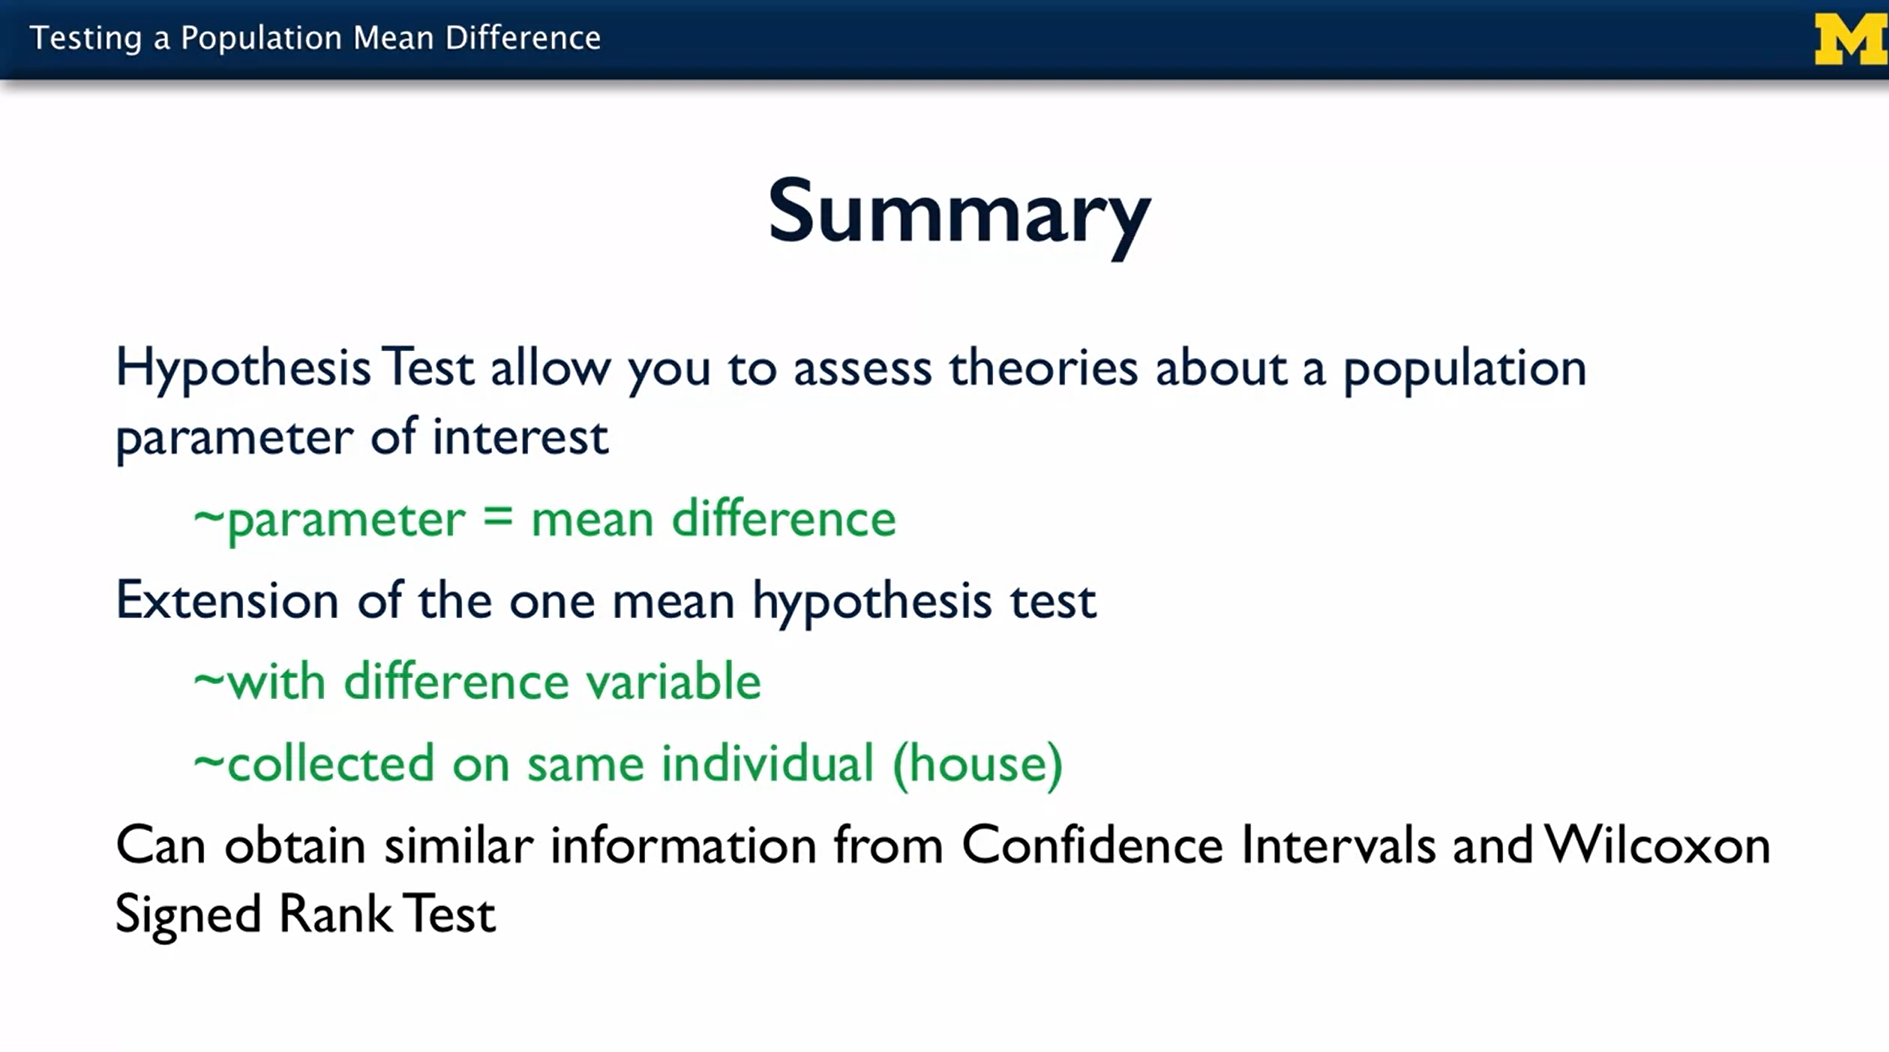 Testing a Population Mean Difference
M
Summary
Hypothesis Test allow you to assess theories about a population
parameter of interest
~parameter = mean difference
Extension of the one mean hypothesis test
~with difference variable
~collected on same individual (house)
Can obtain similar information from Confidence Intervals and Wilcoxon
Signed Rank Test